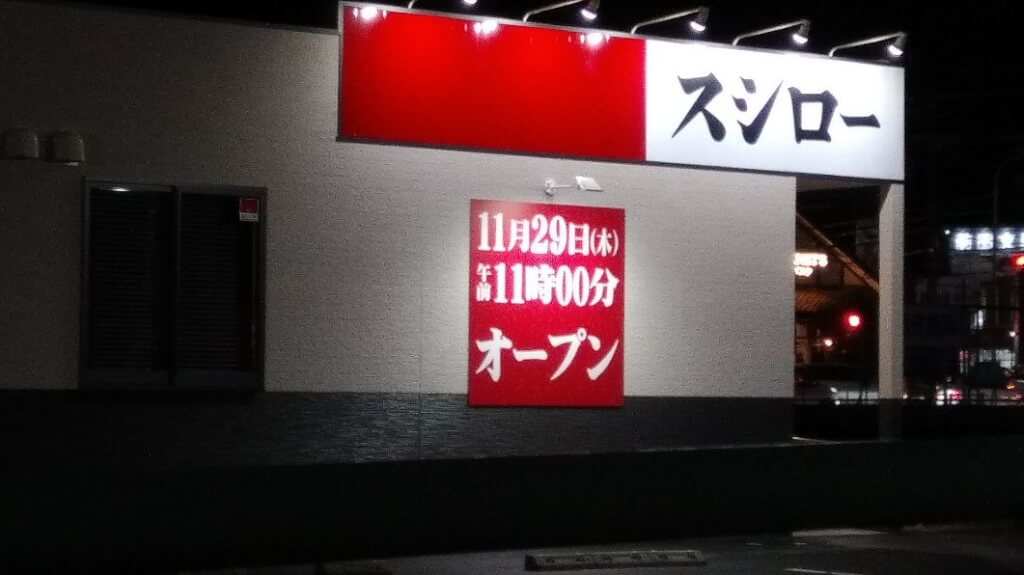 スシロー
11月29日(木)
午前11時00分
オープン